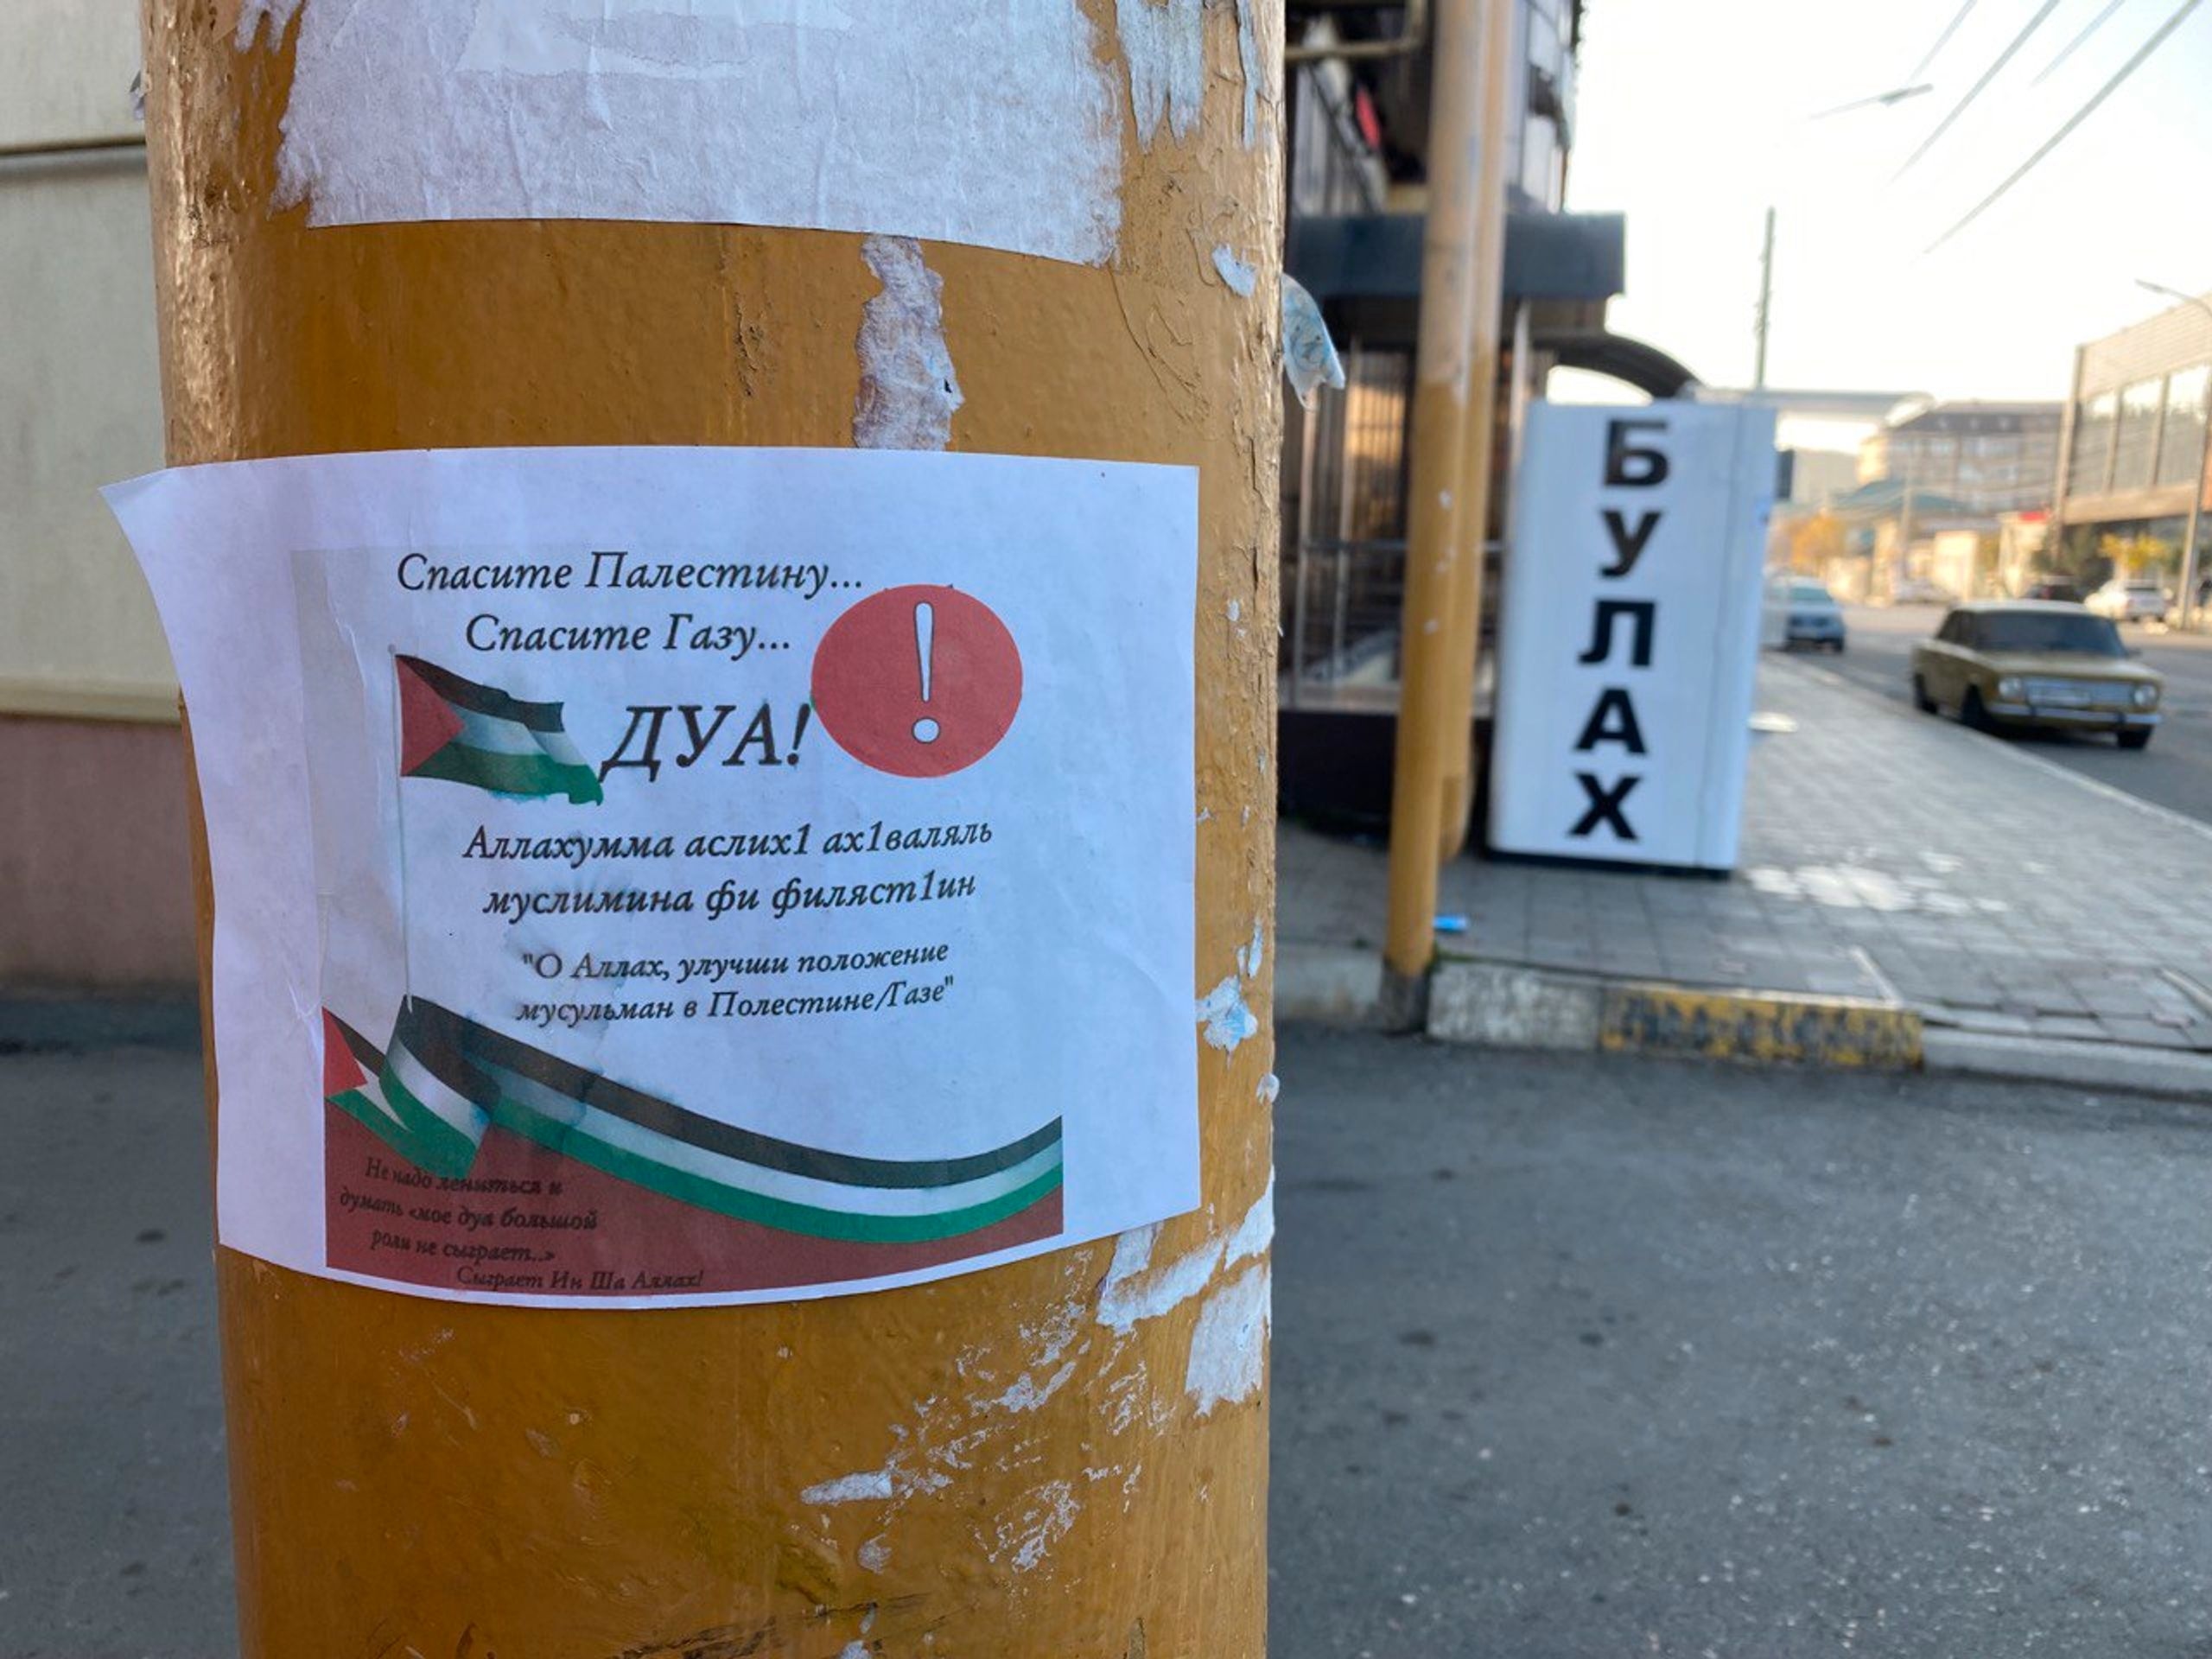 Спасите Палестину...
Спасите Газу...
ДУА!
!
Аллахумма аслих1 ах1валяль
муслимина фи филяст1ин
"О Аллах, улучши положение
мусульман в Полестине/Газе"
Не надо лениться и
думать «мое дуа большой
роли не сыграет..»
Сыграет Ин Ша Аллах!
БУЛАХ